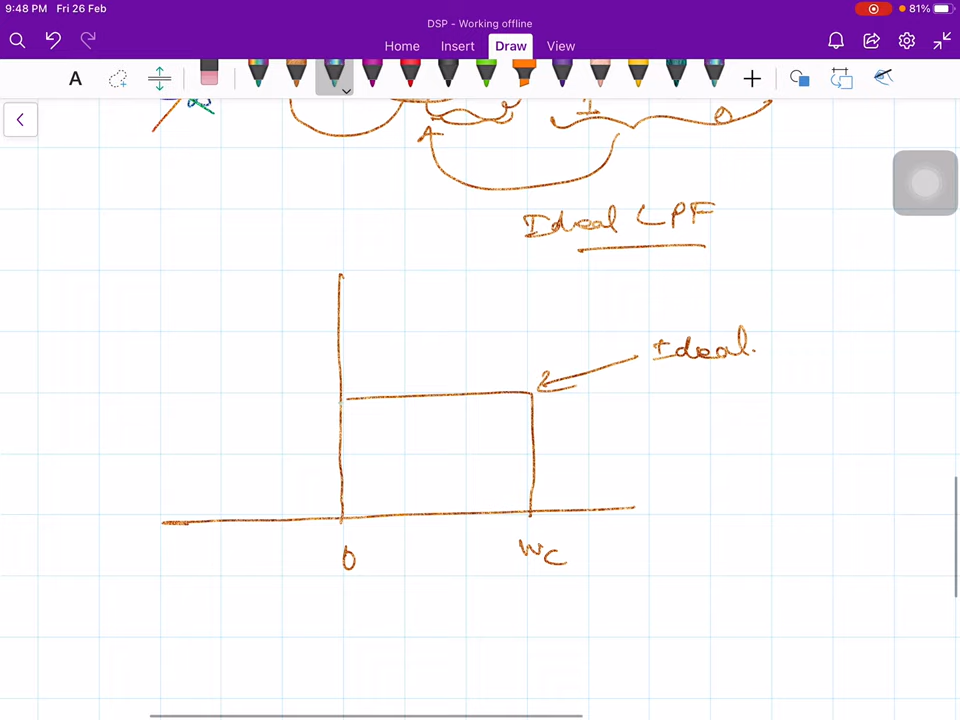 9:48 PM Fri 26 Feb
81%
DSP - Working offline
Home Insert Draw View
A
A
Ideal LPF
Ideal.
0
wc